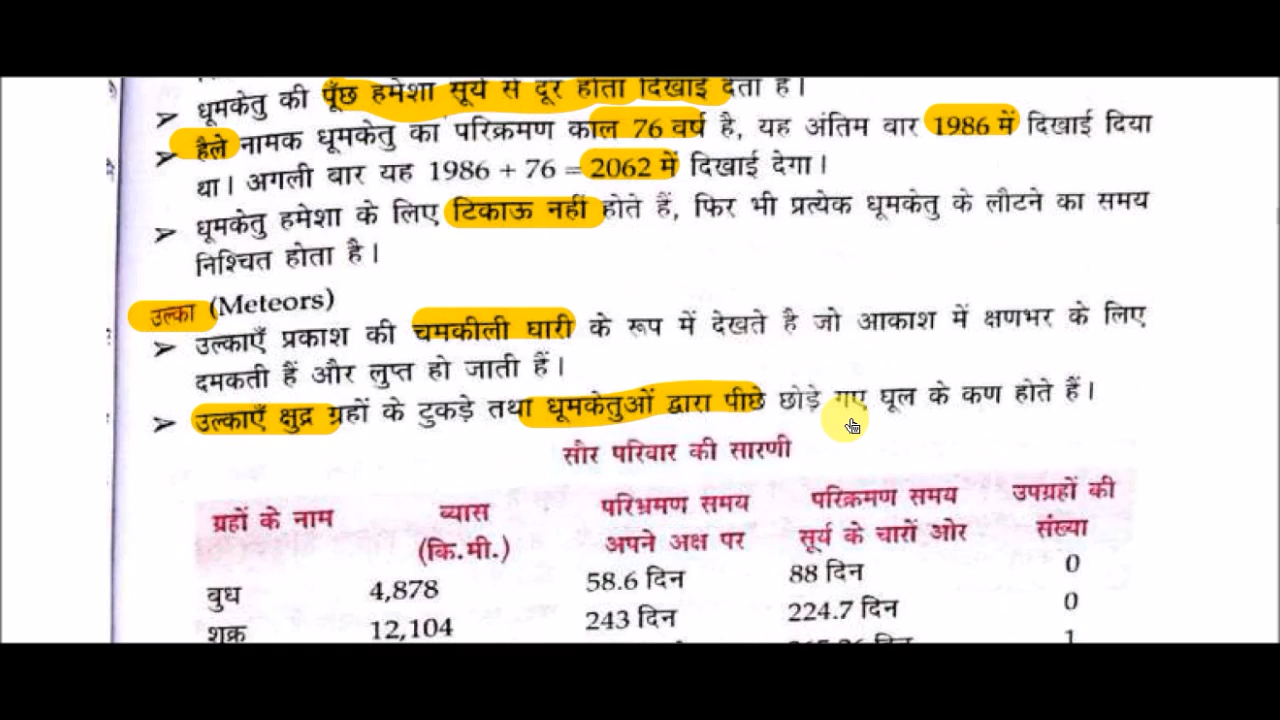 धूमकेतु की पूँछ हमेशा सूर्य से दूर होता दिखाई देता है।
➤ हैले नामक धूमकेतु का परिक्रमण काल 76 वर्ष है, यह अंतिम बार 1986 में दिखाई दिया
था। अगली बार यह 1986 + 76 = 2062 में दिखाई देगा।
➤ धूमकेतु हमेशा के लिए टिकाऊ नहीं होते हैं, फिर भी प्रत्येक धूमकेतु के लौटने का समय
निश्चित होता है।
उल्का (Meteors)
➤ उल्काएँ प्रकाश की चमकीली धारी के रूप में देखते है जो आकाश में क्षणभर के लिए
दमकती हैं और लुप्त हो जाती हैं।
➤ उल्काएँ क्षुद्र ग्रहों के टुकड़े तथा धूमकेतुओं द्वारा पीछे छोड़े गए धूल के कण होते हैं।
सौर परिवार की सारणी
ग्रहों के नाम व्यास परिभ्रमण समय परिक्रमण समय उपग्रहों की
(कि.मी.) अपने अक्ष पर सूर्य के चारों ओर संख्या
बुध 4,878 58.6 दिन 88 दिन 0
शुक्र 12,104 243 दिन 224.7 दिन 0